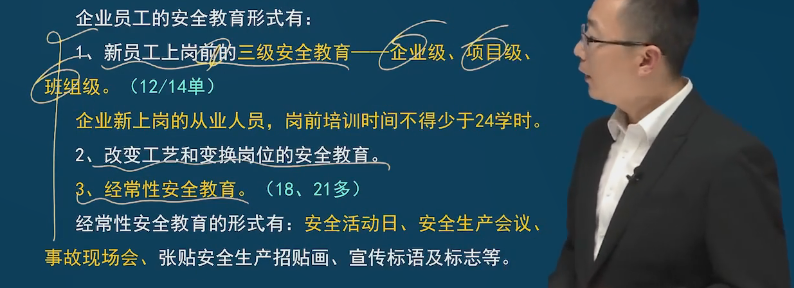 企业员工的安全教育形式有：
1、新员工上岗前的三级安全教育——企业级、项目级、
班组级。（12/14单）
企业新上岗的从业人员，岗前培训时间不得少于24学时。
2、改变工艺和变换岗位的安全教育。
3、经常性安全教育。（18、21多）
经常性安全教育的形式有：安全活动日、安全生产会议、
事故现场会、张贴安全生产招贴画、宣传标语及标志等。